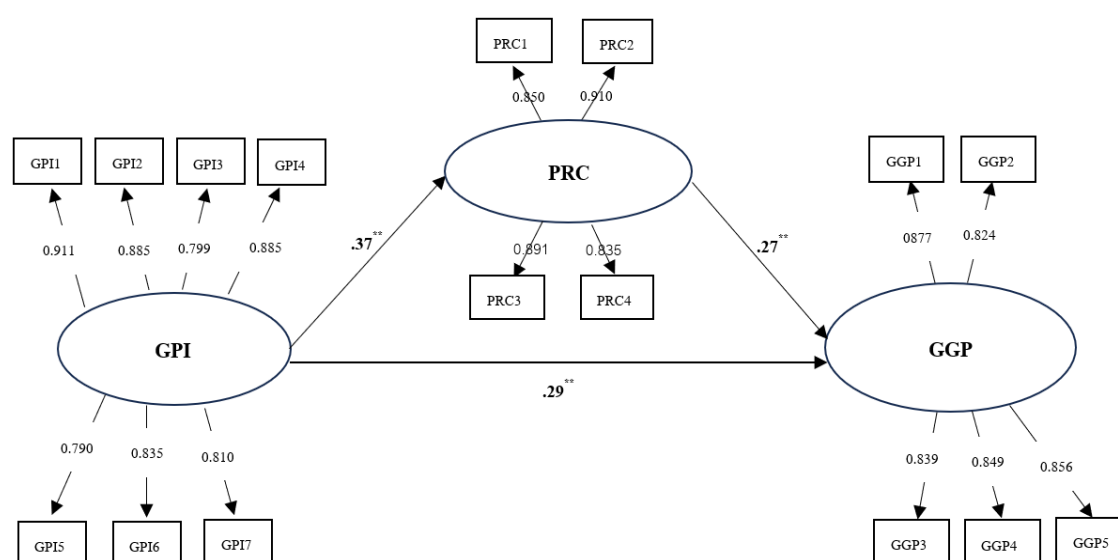 PRC1 PRC2
0.850 0.910
GPI1 GPI2 GPI3 GPI4
GGP1 GGP2
PRC
0.911 0.885 0.799 0.885
.37**
0.891 0.835
.27**
0877 0.824
PRC3 PRC4
GPI
GGP
.29**
0.790 0.835 0.810
0.839 0.849 0.856
GPI5 GPI6 GPI7
GGP3 GGP4 GGP5